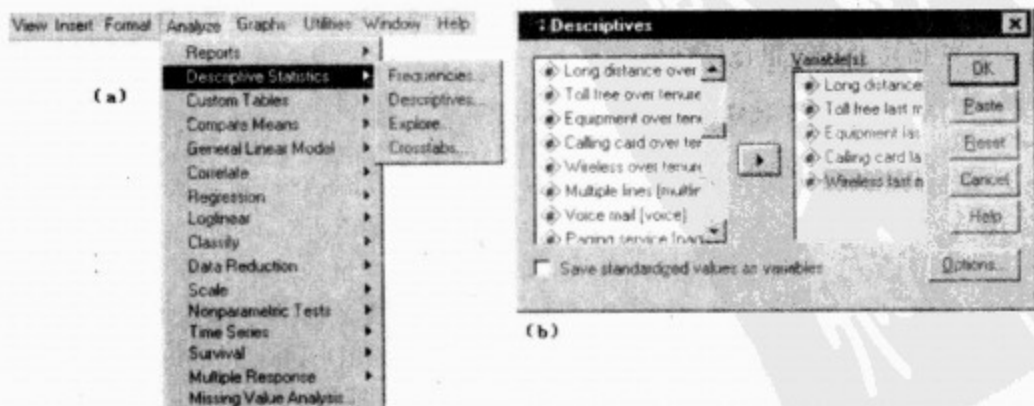 View Insert Format Analyze Graphs Utilities Window Help
Reports
Descriptive Statistics
Custom Tables
Compare Means
General Linear Model
Correlate
Regression
Loglinear
Classify
Data Reduction
Scale
Nonparametric Tests
Time Series
Survival
Multiple Response
Missing Value Analysis...
Frequencies...
Descriptives...
Explore...
Crosstabs...
(a)
Descriptives
Long distance over
Toll free over tenure
Equipment over tenu
Calling card over ter
Wireless over tenure
Multiple lines [multin
Voice mail [voice]
Paging service [pag
Variable(s):
Long distance
Toll free last m
Equipment las
Calling card la
Wireless last m
OK
Paste
Reset
Cancel
Help
Save standardized values as variables
Options...
(b)